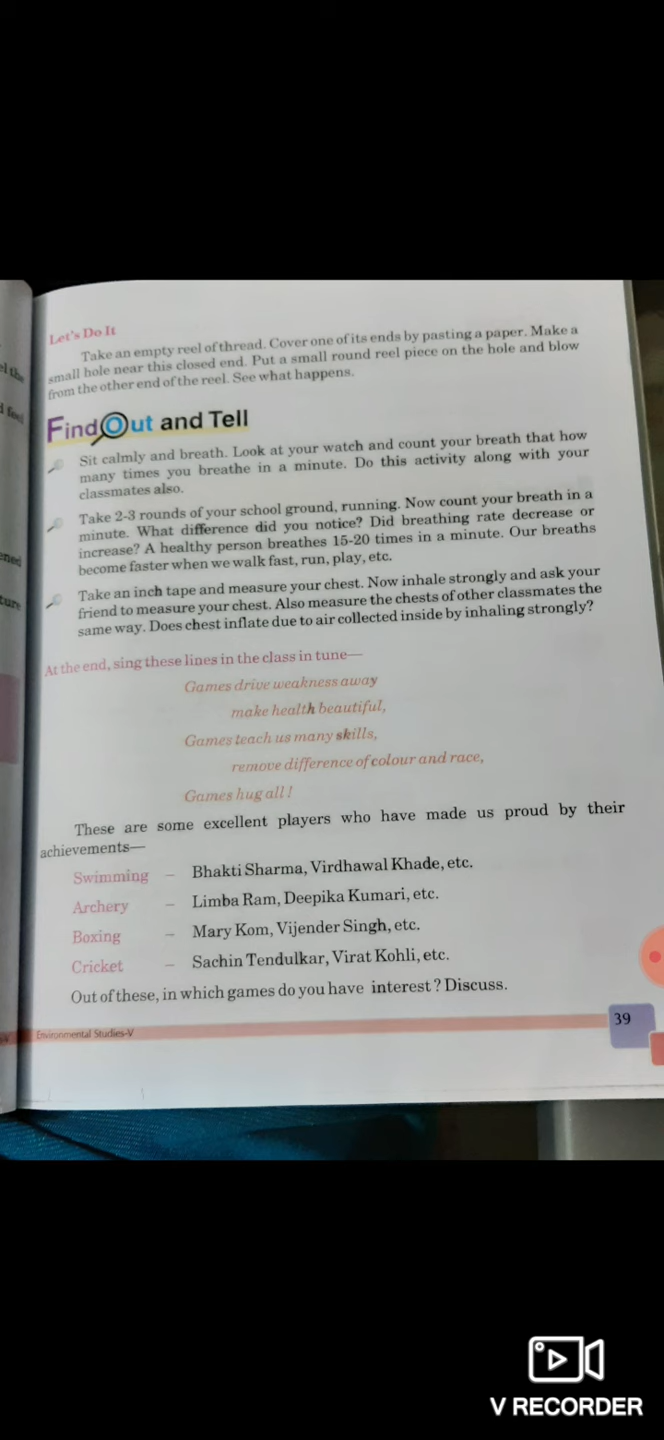 Let's Do It
Take an empty reel of thread. Cover one of its ends by pasting a paper. Make a
small hole near this closed end. Put a small round reel piece on the hole and blow
from the other end of the reel. See what happens.
Find Out and Tell
Sit calmly and breath. Look at your watch and count your breath that how
many times you breathe in a minute. Do this activity along with your
classmates also.
Take 2-3 rounds of your school ground, running. Now count your breath in a
minute. What difference did you notice? Did breathing rate decrease or
increase? A healthy person breathes 15-20 times in a minute. Our breaths
become faster when we walk fast, run, play, etc.
Take an inch tape and measure your chest. Now inhale strongly and ask your
friend to measure your chest. Also measure the chests of other classmates the
same way. Does chest inflate due to air collected inside by inhaling strongly?
At the end, sing these lines in the class in tune—
Games drive weakness away
make health beautiful,
Games teach us many skills,
remove difference of colour and race,
Games hug all !
These are some excellent players who have made us proud by their
achievements—
Swimming – Bhakti Sharma, Virdhawal Khade, etc.
Archery – Limba Ram, Deepika Kumari, etc.
Boxing – Mary Kom, Vijender Singh, etc.
Cricket – Sachin Tendulkar, Virat Kohli, etc.
Out of these, in which games do you have interest ? Discuss.
Environmental Studies-V
39
V RECORDER